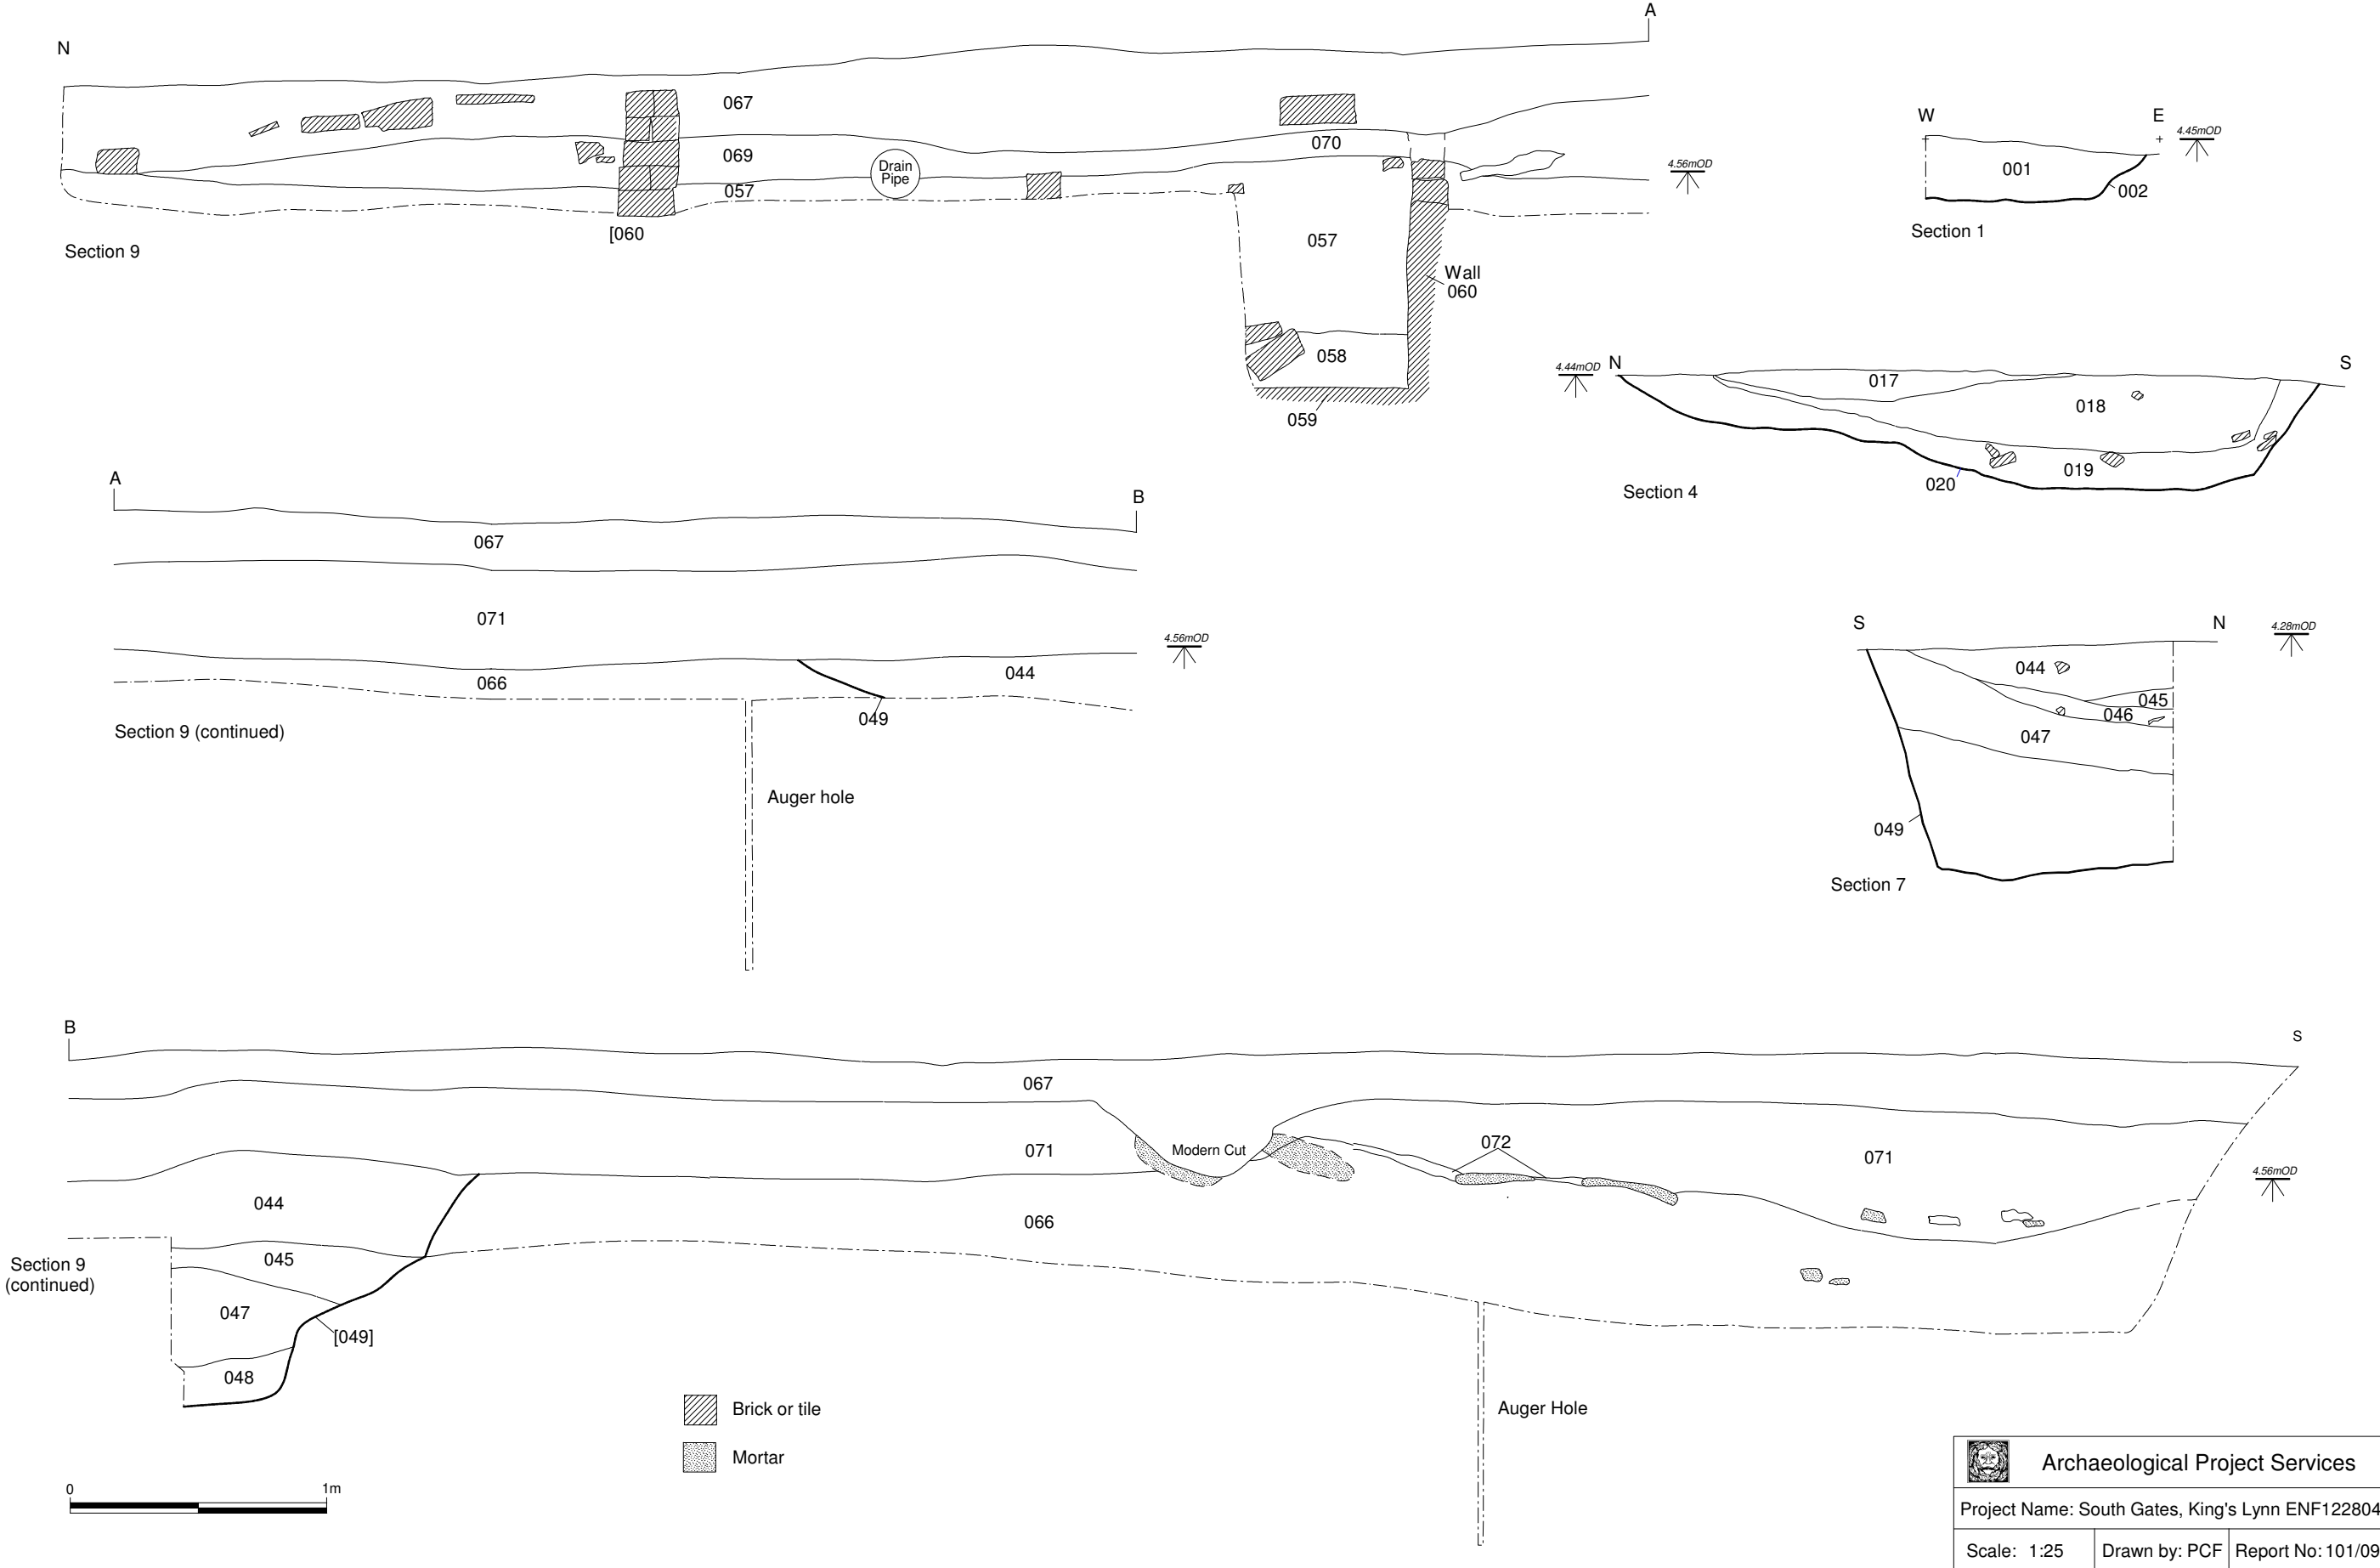 N
A
067
069
057
Drain
Pipe
070
4.56mOD
[060
Section 9
057
Wall
060
058
059
W
E
4.45mOD
001
002
Section 1
4.44mOD
N
S
017
018
019
020
Section 4
A
B
067
071
4.56mOD
066
044
049
Section 9 (continued)
Auger hole
S
N
4.28mOD
044
045
046
047
049
Section 7
B
S
067
071
Modern Cut
072
071
4.56mOD
044
066
045
Section 9
(continued)
047
[049]
048
Brick or tile
Mortar
Auger Hole
0
1m
Archaeological Project Services
Project Name: South Gates, King's Lynn ENF122804
Scale: 1:25
Drawn by: PCF
Report No: 101/09